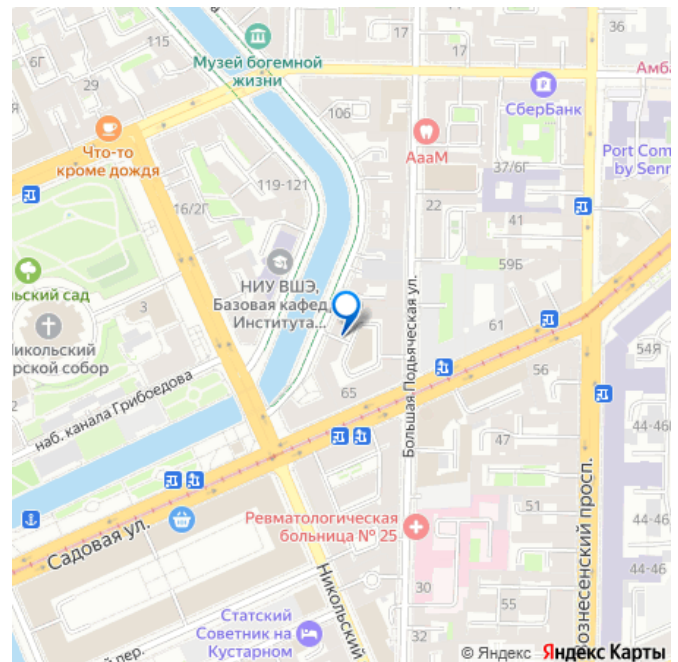 115
17
17
36
6Г
29
Музей богемной
жизни
Амба
СберБанк
106
Что-то
кроме дождя
АааМ
Port Com
by Senn
37/6Г
119-121
22
16/2Г
41
НИУ ВШЭ,
Базовая кафед
Института...
59Б
льский сад
3
61
Никольский
рской собор
Большая Подьяческая ул.
54Я
56
2
наб. канала Грибоедова
65
44-46
47
Садовая ул.
Ревматологическая
больница № 25
51
44-46
Вознесенский просп.
44-46
30
55
Никольский
Статский
Советник на
Кустарном
32
пер.
© Яндекс Яндекс Карты